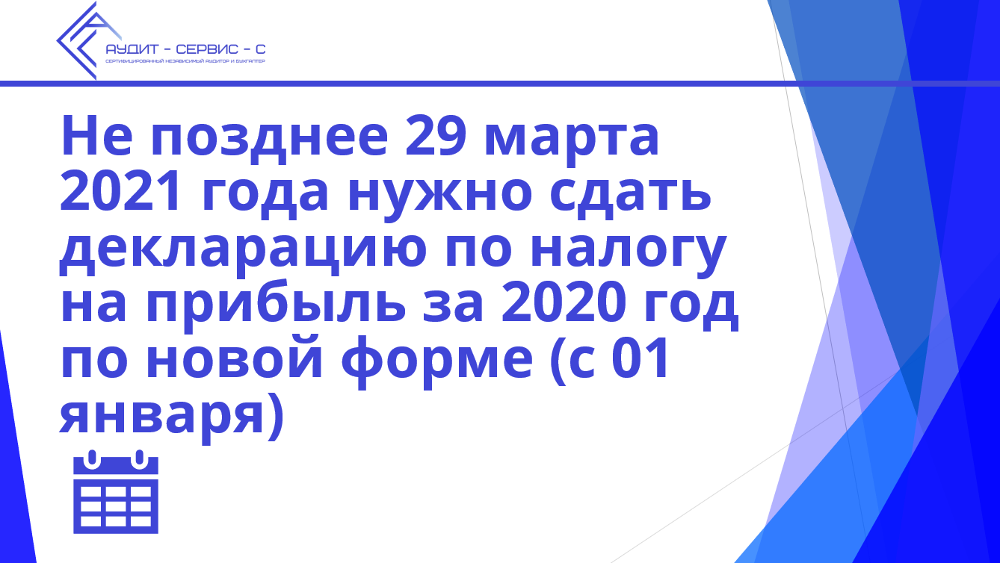 АУДИТ - СЕРВИС - С
СЕРТИФИЦИРОВАННЫЙ НЕЗАВИСИМЫЙ АУДИТОР И БУХГАЛТЕР
Не позднее 29 марта
2021 года нужно сдать
декларацию по налогу
на прибыль за 2020 год
по новой форме (с 01
января)